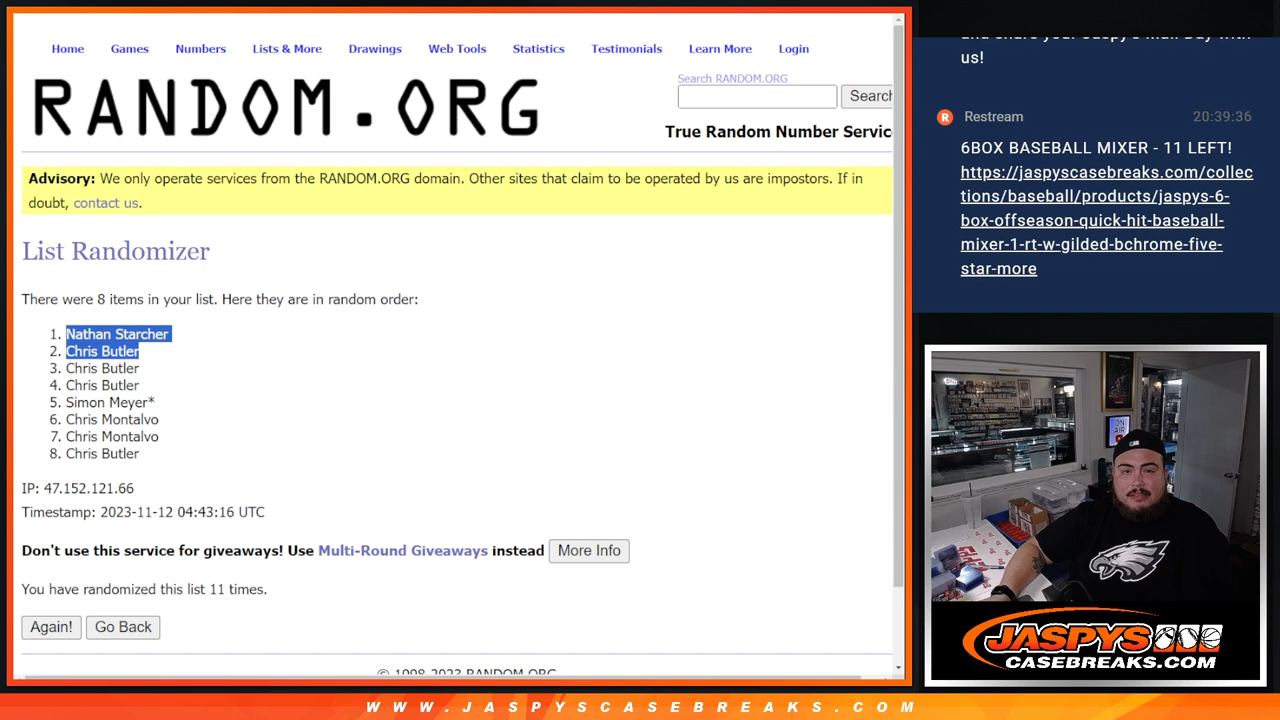 Home Games Numbers Lists & More Drawings Web Tools Statistics Testimonials Learn More Login
RANDOM.ORG
Search RANDOM.ORG
Search
True Random Number Servic
Advisory: We only operate services from the RANDOM.ORG domain. Other sites that claim to be operated by us are impostors. If in
doubt, contact us.
List Randomizer
There were 8 items in your list. Here they are in random order:
1. Nathan Starcher
2. Chris Butler
3. Chris Butler
4. Chris Butler
5. Simon Meyer*
6. Chris Montalvo
7. Chris Montalvo
8. Chris Butler
IP: 47.152.121.66
Timestamp: 2023-11-12 04:43:16 UTC
Don't use this service for giveaways! Use Multi-Round Giveaways instead More Info
You have randomized this list 11 times.
Again! Go Back
© 1998-2023 RANDOM.ORG
us!
Restream 20:39:36
6BOX BASEBALL MIXER - 11 LEFT!
https://jaspyscasebreaks.com/collec
tions/baseball/products/jaspys-6-
box-offseason-quick-hit-baseball-
mixer-1-rt-w-gilded-bchrome-five-
star-more
ON
AIR
JASPYS
CASEBREAKS.COM
WWW.JASPYSCASEBREAKS.COM